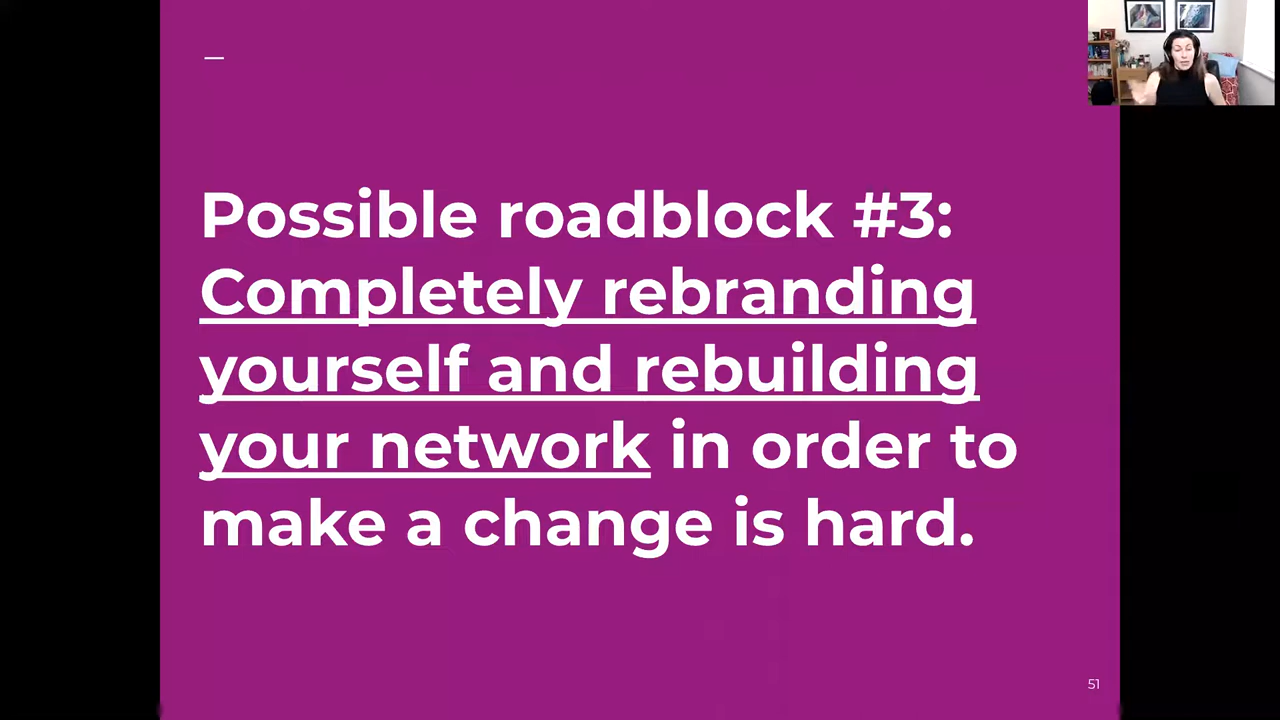 Possible roadblock #3:
Completely rebranding
yourself and rebuilding
your network in order to
make a change is hard.
51